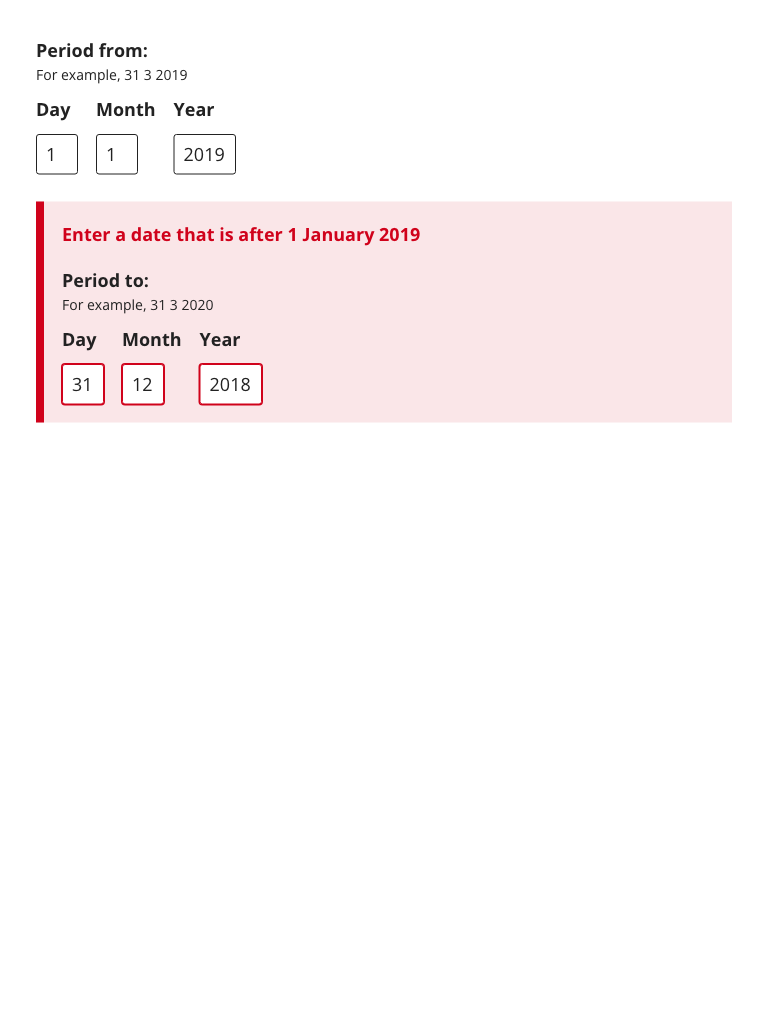 Period from:
For example, 31 3 2019
Day Month Year
1 1 2019
Enter a date that is after 1 January 2019
Period to:
For example, 31 3 2020
Day Month Year
31 12 2018